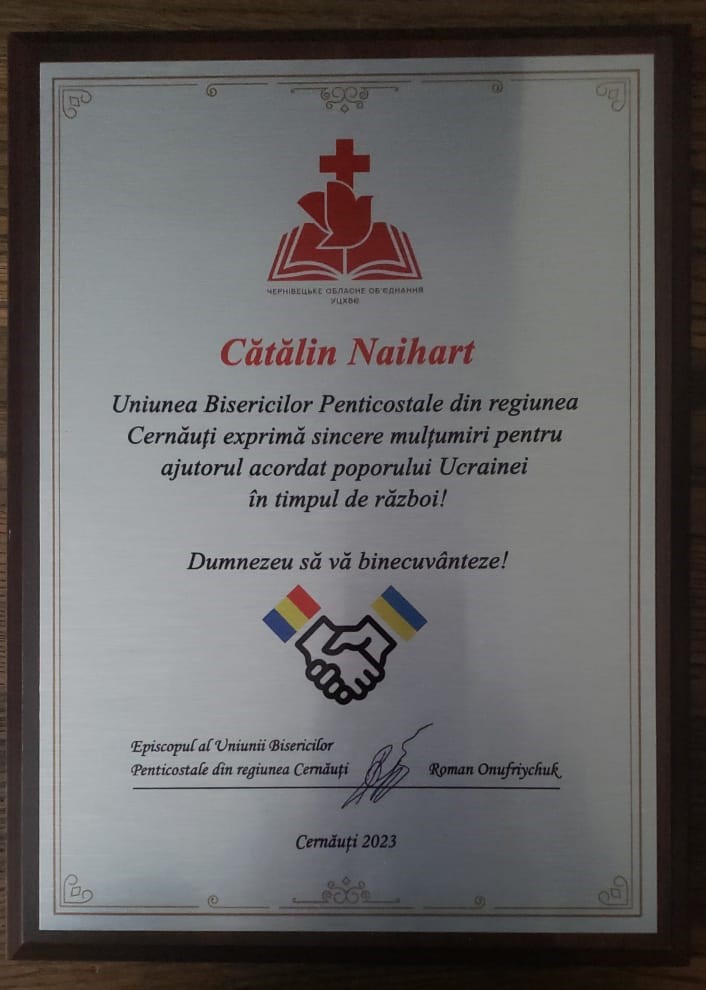 ЧЕРНІВЕЦЬКЕ ОБЛАСНЕ ОБ'ЄДНАННЯ
УЦХВЄ
Cătălin Naihart
Uniunea Bisericilor Penticostale din regiunea
Cernăuți exprimă sincere mulțumiri pentru
ajutorul acordat poporului Ucrainei
în timpul de război!
Dumnezeu să vă binecuvânteze!
Episcopul al Uniunii Bisericilor
Penticostale din regiunea Cernăuți Roman Onufriychuk
Cernăuți 2023